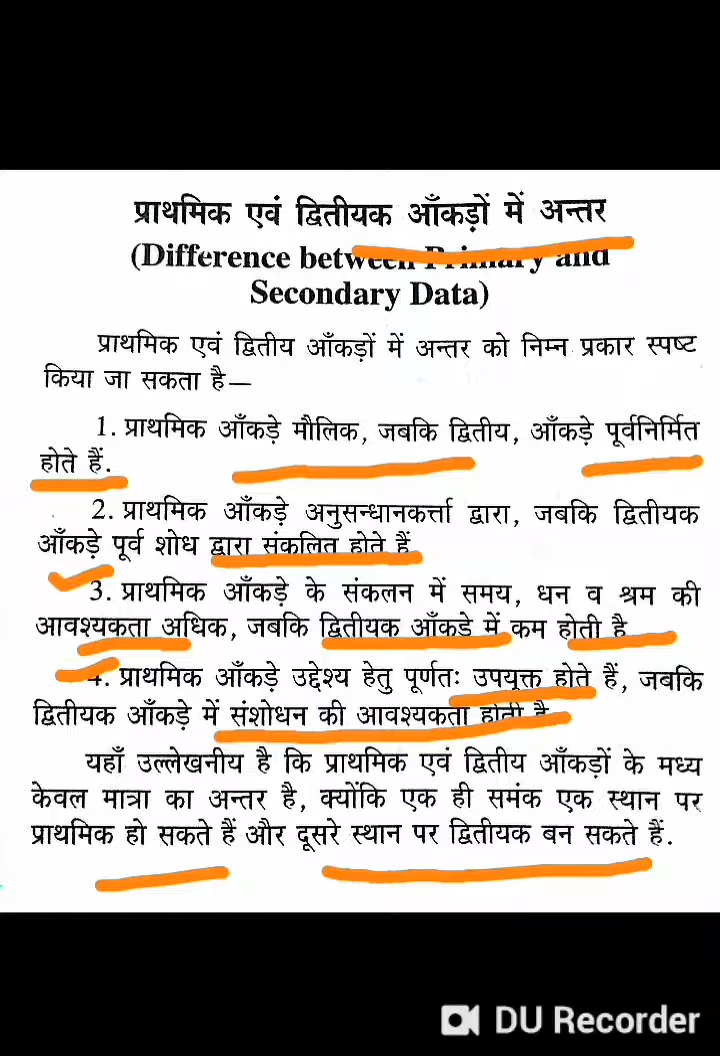 प्राथमिक एवं द्वितीयक आँकड़ों में अन्तर
(Difference between Primary and
Secondary Data)
प्राथमिक एवं द्वितीय आँकड़ों में अन्तर को निम्न प्रकार स्पष्ट
किया जा सकता है—
1. प्राथमिक आँकड़े मौलिक, जबकि द्वितीय, आँकड़े पूर्वनिर्मित
होते हैं.
2. प्राथमिक आँकड़े अनुसन्धानकर्त्ता द्वारा, जबकि द्वितीयक
आँकड़े पूर्व शोध द्वारा संकलित होते हैं
3. प्राथमिक आँकड़े के संकलन में समय, धन व श्रम की
आवश्यकता अधिक, जबकि द्वितीयक आँकडे में कम होती है
4. प्राथमिक आँकड़े उद्देश्य हेतु पूर्णतः उपयुक्त होते हैं, जबकि
द्वितीयक आँकड़े में संशोधन की आवश्यकता होती है
यहाँ उल्लेखनीय है कि प्राथमिक एवं द्वितीय आँकड़ों के मध्य
केवल मात्रा का अन्तर है, क्योंकि एक ही समंक एक स्थान पर
प्राथमिक हो सकते हैं और दूसरे स्थान पर द्वितीयक बन सकते हैं.
DU Recorder